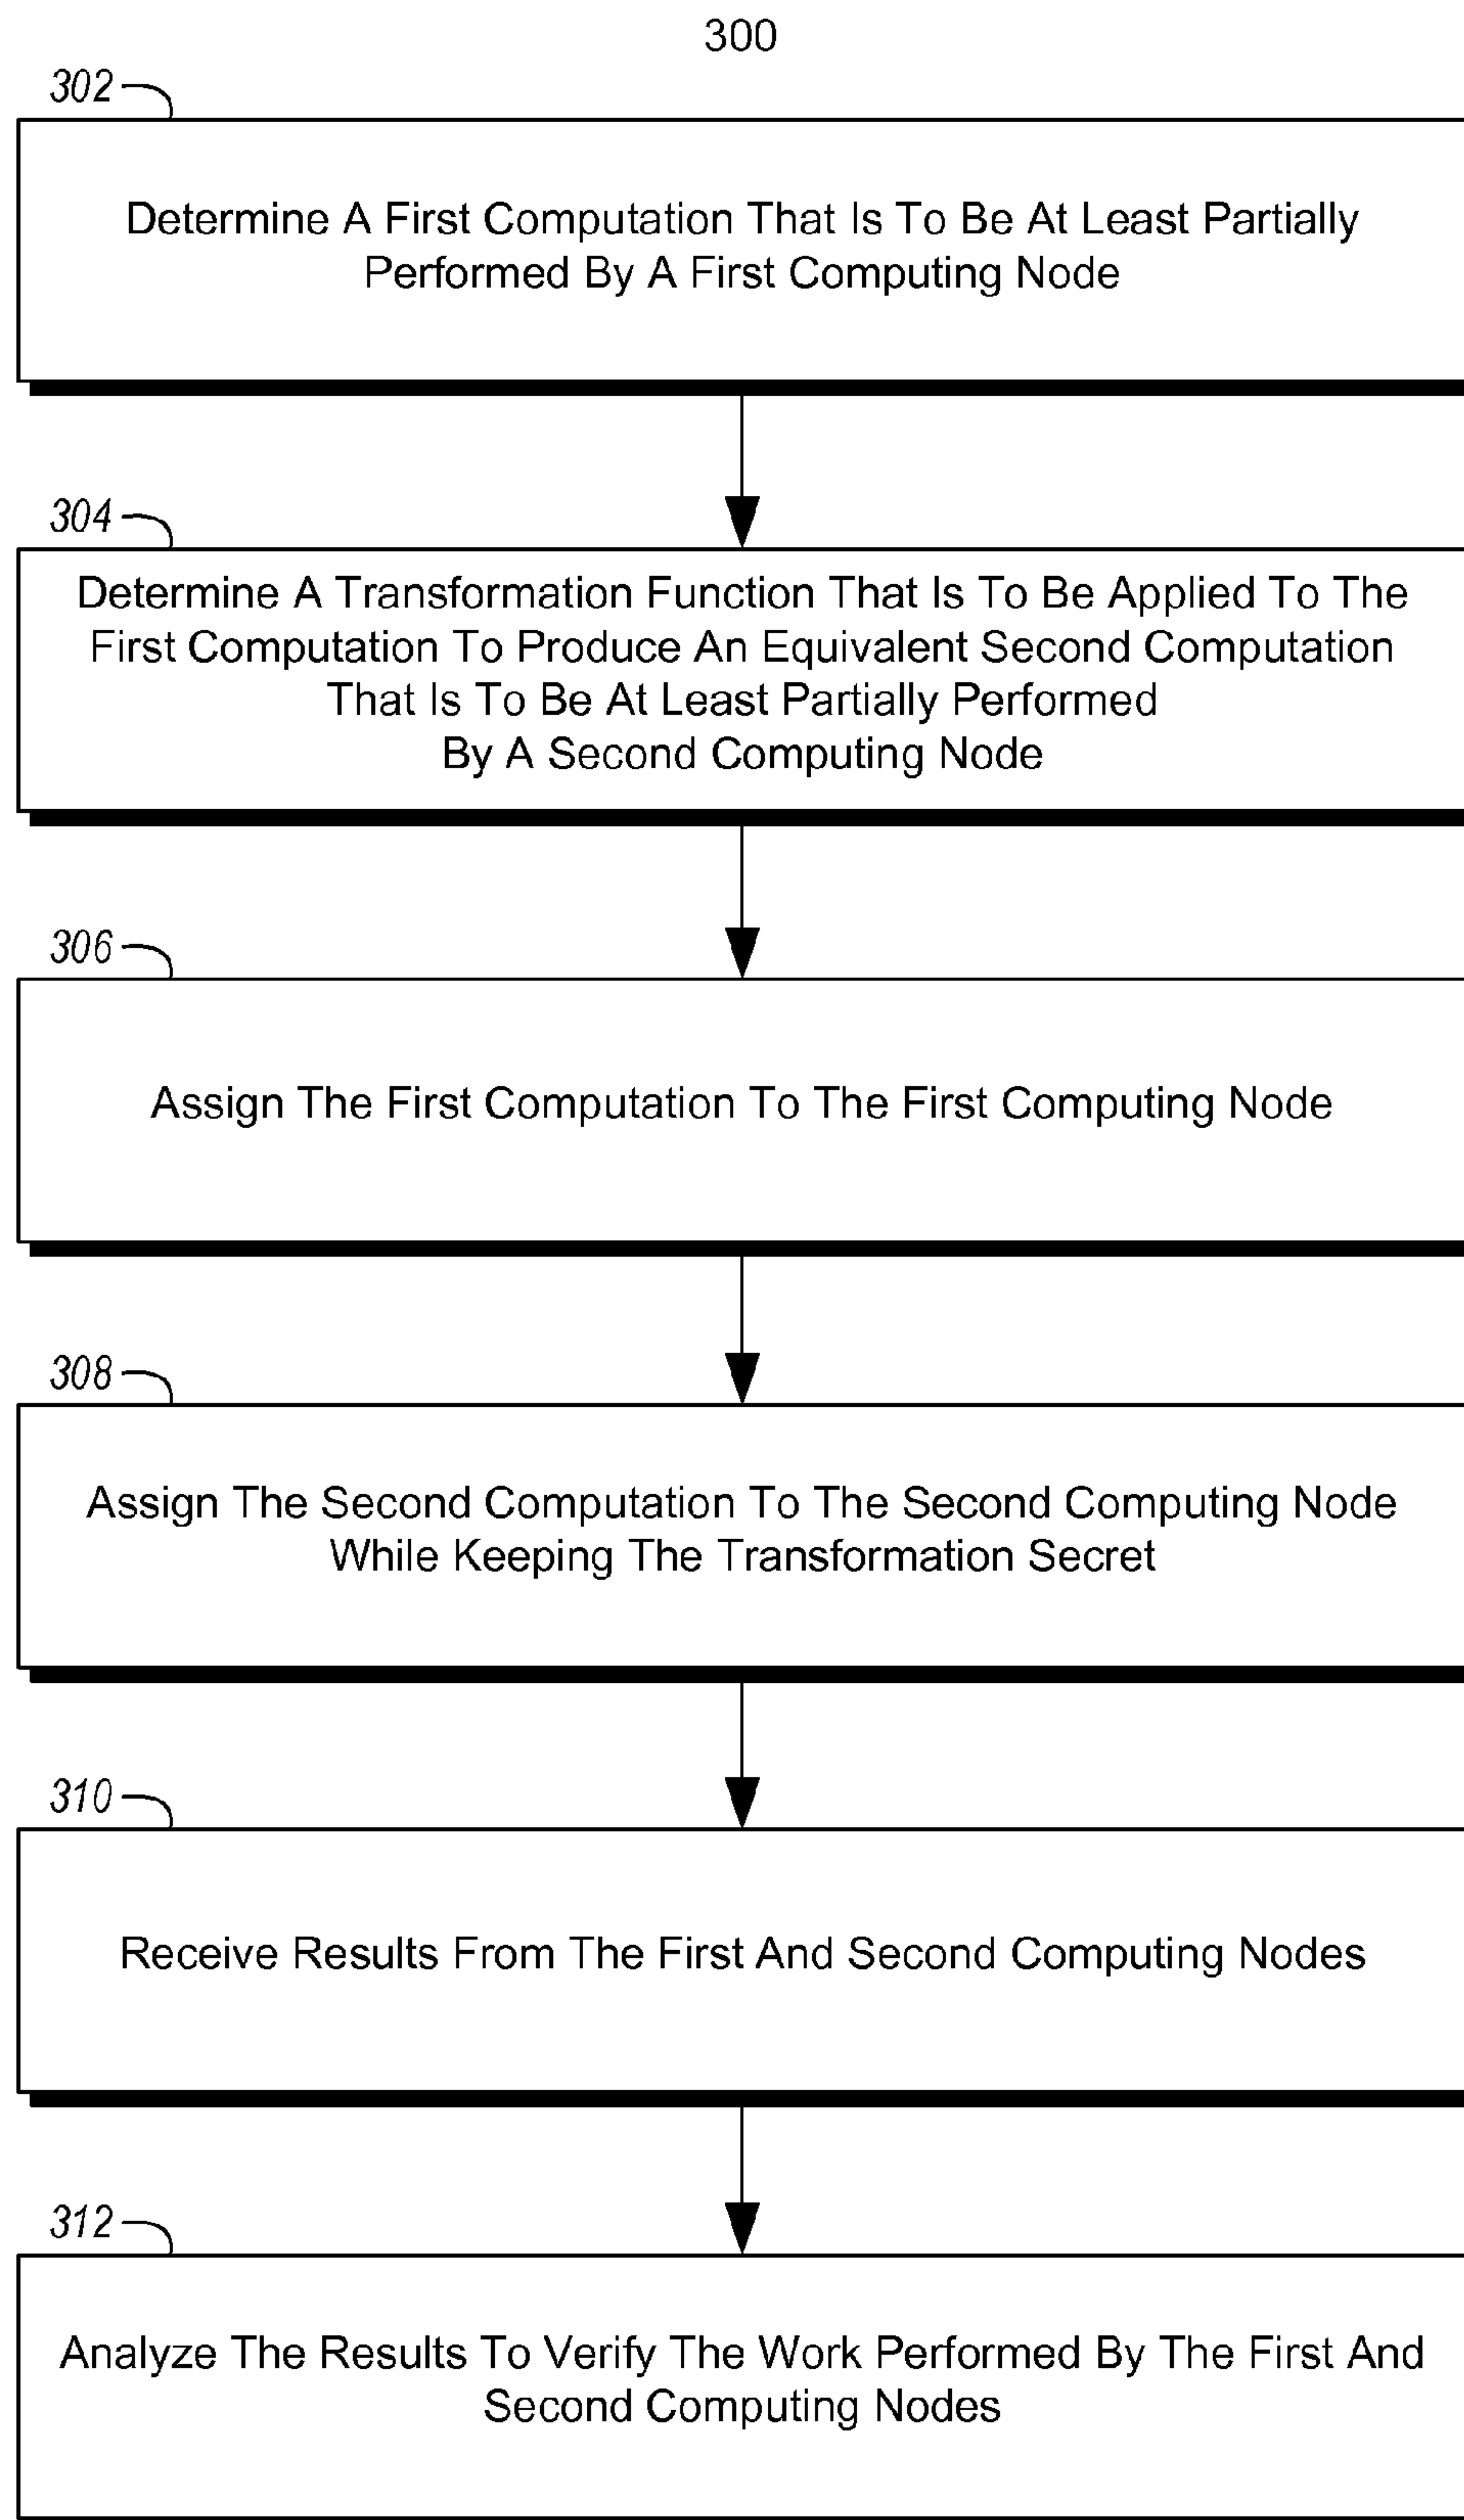 300
302
Determine A First Computation That Is To Be At Least Partially
Performed By A First Computing Node
304
Determine A Transformation Function That Is To Be Applied To The
First Computation To Produce An Equivalent Second Computation
That Is To Be At Least Partially Performed
By A Second Computing Node
306
Assign The First Computation To The First Computing Node
308
Assign The Second Computation To The Second Computing Node
While Keeping The Transformation Secret
310
Receive Results From The First And Second Computing Nodes
312
Analyze The Results To Verify The Work Performed By The First And
Second Computing Nodes